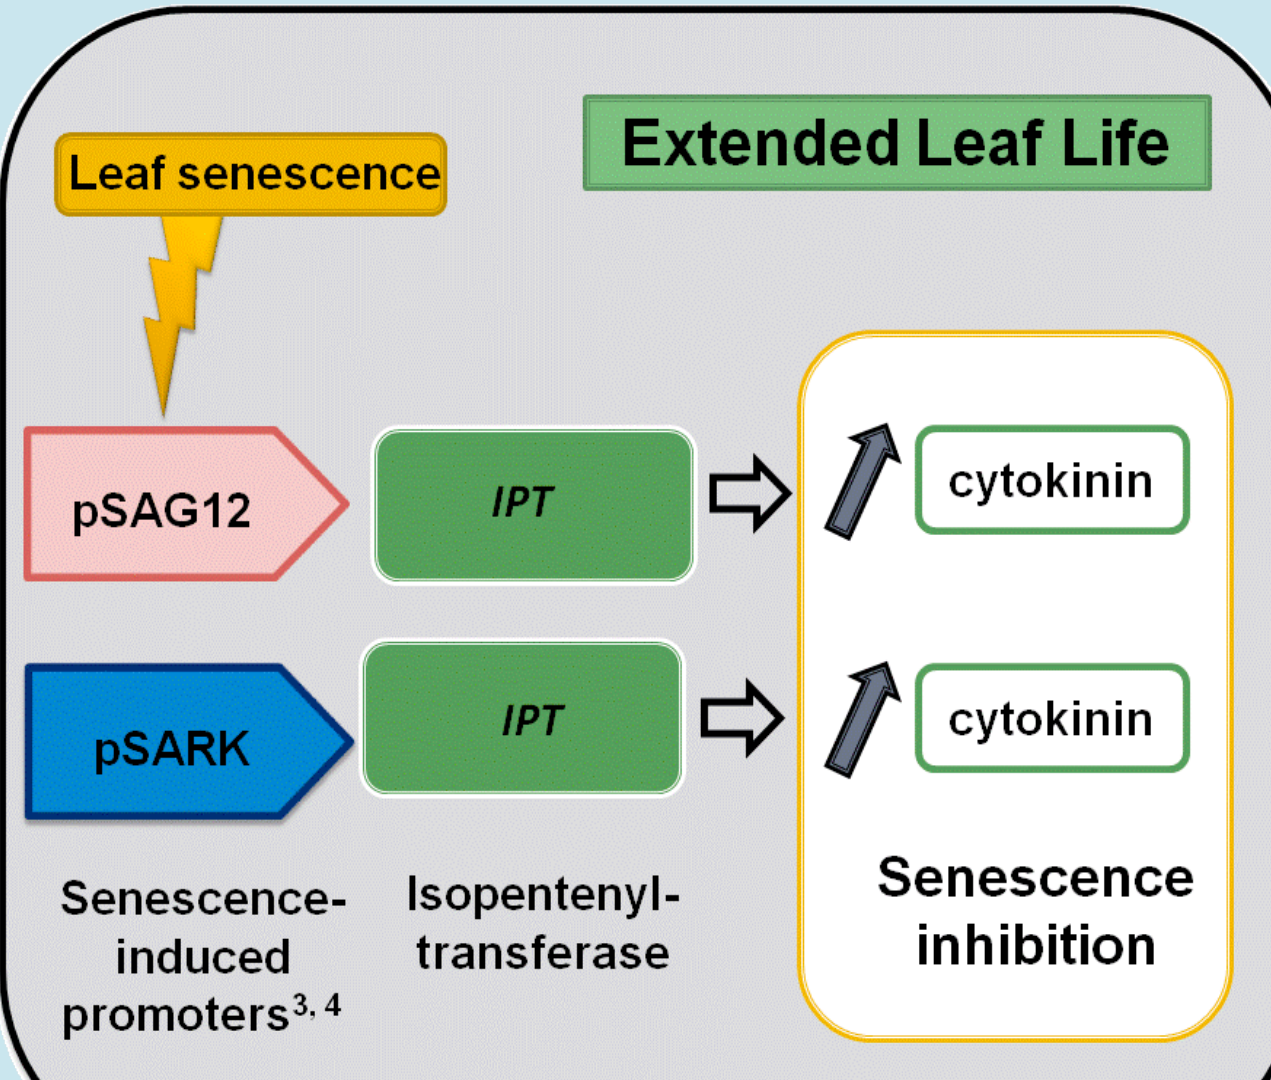 Extended Leaf Life
Leaf senescence
pSAG12
IPT
cytokinin
pSARK
IPT
cytokinin
Senescence-
induced
promoters3, 4
Isopentenyl-
transferase
Senescence
inhibition